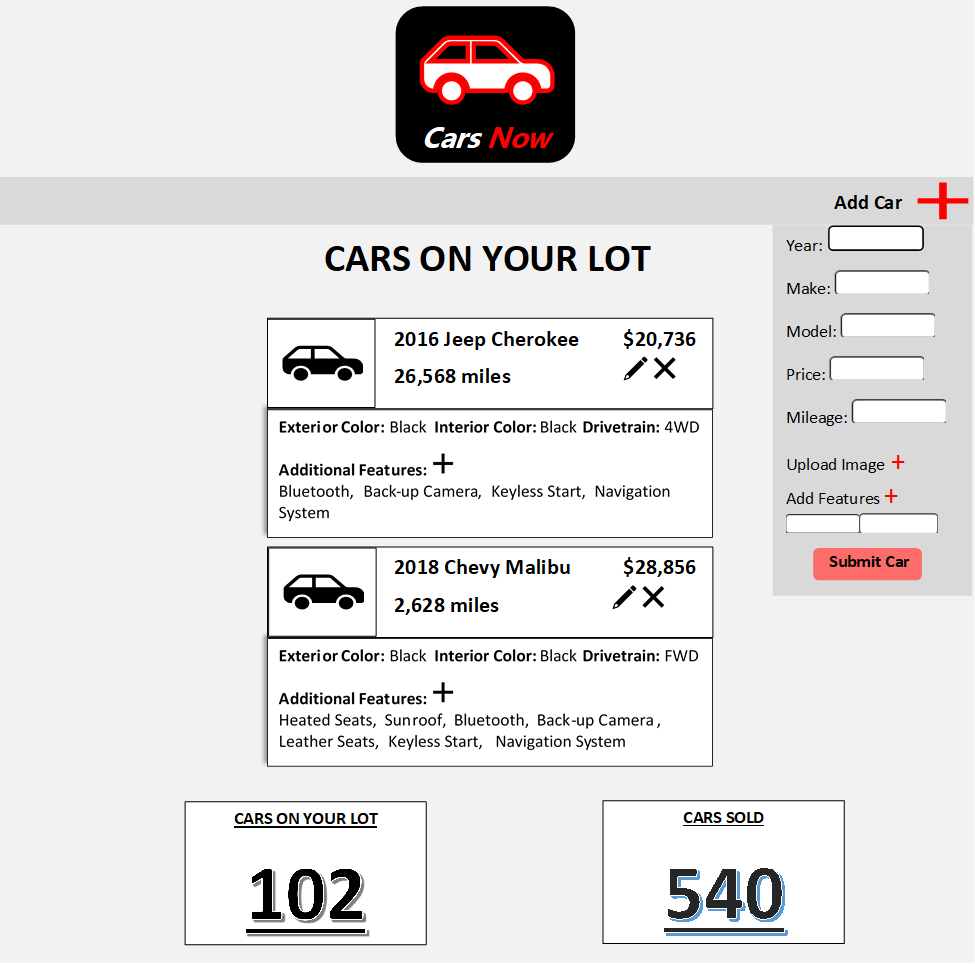 Cars Now
Add Car
CARS ON YOUR LOT
Year:
Make:
Model:
Price:
Mileage:
Upload Image +
Add Features +
Submit Car
2016 Jeep Cherokee $20,736
26,568 miles
Exterior Color: Black Interior Color: Black Drivetrain: 4WD
Additional Features: +
Bluetooth, Back-up Camera, Keyless Start, Navigation
System
2018 Chevy Malibu $28,856
2,628 miles
Exterior Color: Black Interior Color: Black Drivetrain: FWD
Additional Features: +
Heated Seats, Sunroof, Bluetooth, Back-up Camera,
Leather Seats, Keyless Start, Navigation System
CARS ON YOUR LOT
102
CARS SOLD
540